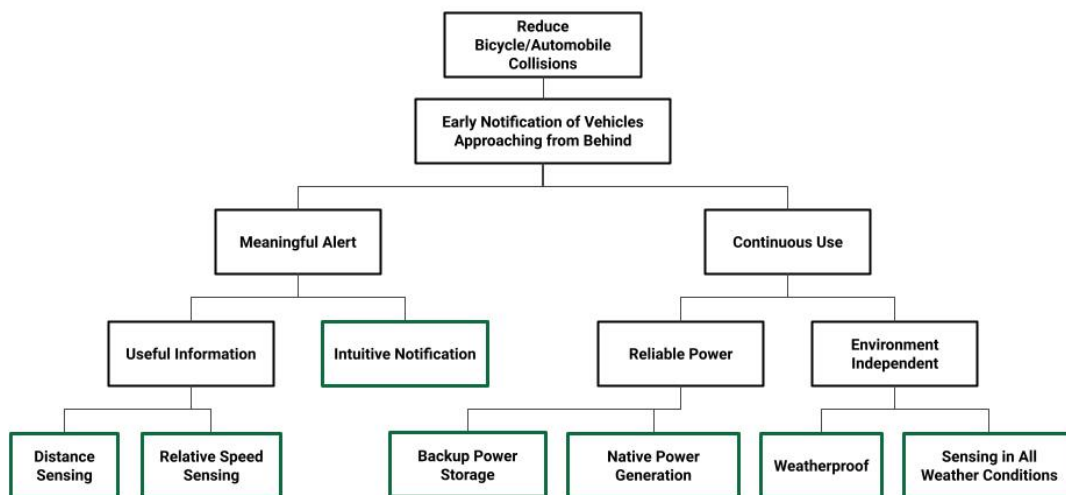 Reduce
Bicycle/Automobile
Collisions
Early Notification of Vehicles
Approaching from Behind
Meaningful Alert
Continuous Use
Useful Information
Intuitive Notification
Reliable Power
Environment
Independent
Distance
Sensing
Relative Speed
Sensing
Backup Power
Storage
Native Power
Generation
Weatherproof
Sensing in All
Weather Conditions